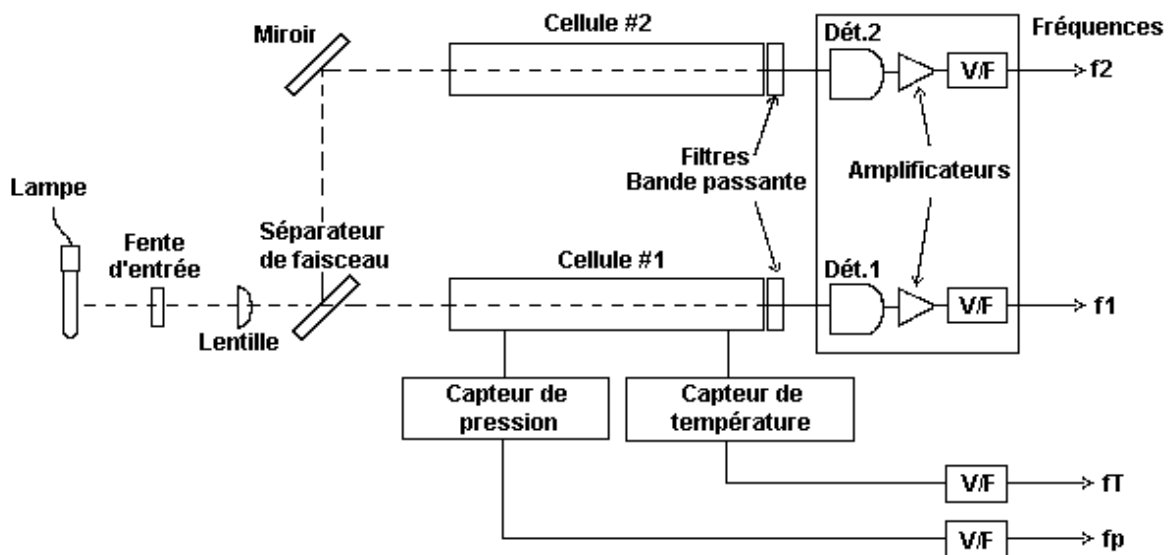 Miroir
Cellule #2
Dét.2
Fréquences
V/F
f2
Filtres
Bande passante
Amplificateurs
Lampe
Fente
d'entrée
Séparateur
de faisceau
Lentille
Cellule #1
Dét.1
V/F
f1
Capteur de
pression
Capteur de
température
V/F
fT
V/F
fp